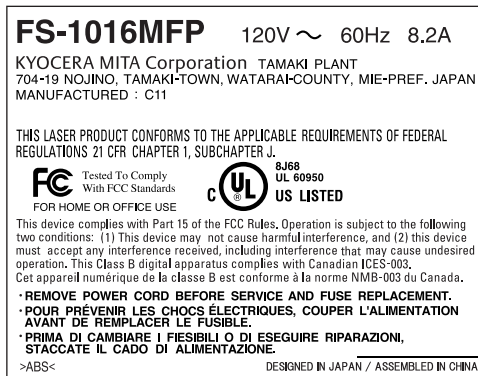 FS-1016MFP 120V ~ 60Hz 8.2A
KYOCERA MITA Corporation TAMAKI PLANT
704-19 NOJINO, TAMAKI-TOWN, WATARAI-COUNTY, MIE-PREF. JAPAN
MANUFACTURED : C11
THIS LASER PRODUCT CONFORMS TO THE APPLICABLE REQUIREMENTS OF FEDERAL
REGULATIONS 21 CFR CHAPTER 1, SUBCHAPTER J.
FC Tested To Comply
With FCC Standards
FOR HOME OR OFFICE USE
C UL ® 8J68
UL 60950
US LISTED
This device complies with Part 15 of the FCC Rules. Operation is subject to the following
two conditions: (1) This device may not cause harmful interference, and (2) this device
must accept any interference received, including interference that may cause undesired
operation. This Class B digital apparatus complies with Canadian ICES-003.
Cet appareil numérique de la classe B est conforme à la norme NMB-003 du Canada.
·REMOVE POWER CORD BEFORE SERVICE AND FUSE REPLACEMENT.
·POUR PRÉVENIR LES CHOCS ÉLECTRIQUES, COUPER L'ALIMENTATION
AVANT DE REMPLACER LE FUSIBLE.
·PRIMA DI CAMBIARE I FIESIBILI O DI ESEGUIRE RIPARAZIONI,
STACCATE IL CADO DI ALIMENTAZIONE.
>ABS< DESIGNED IN JAPAN / ASSEMBLED IN CHINA